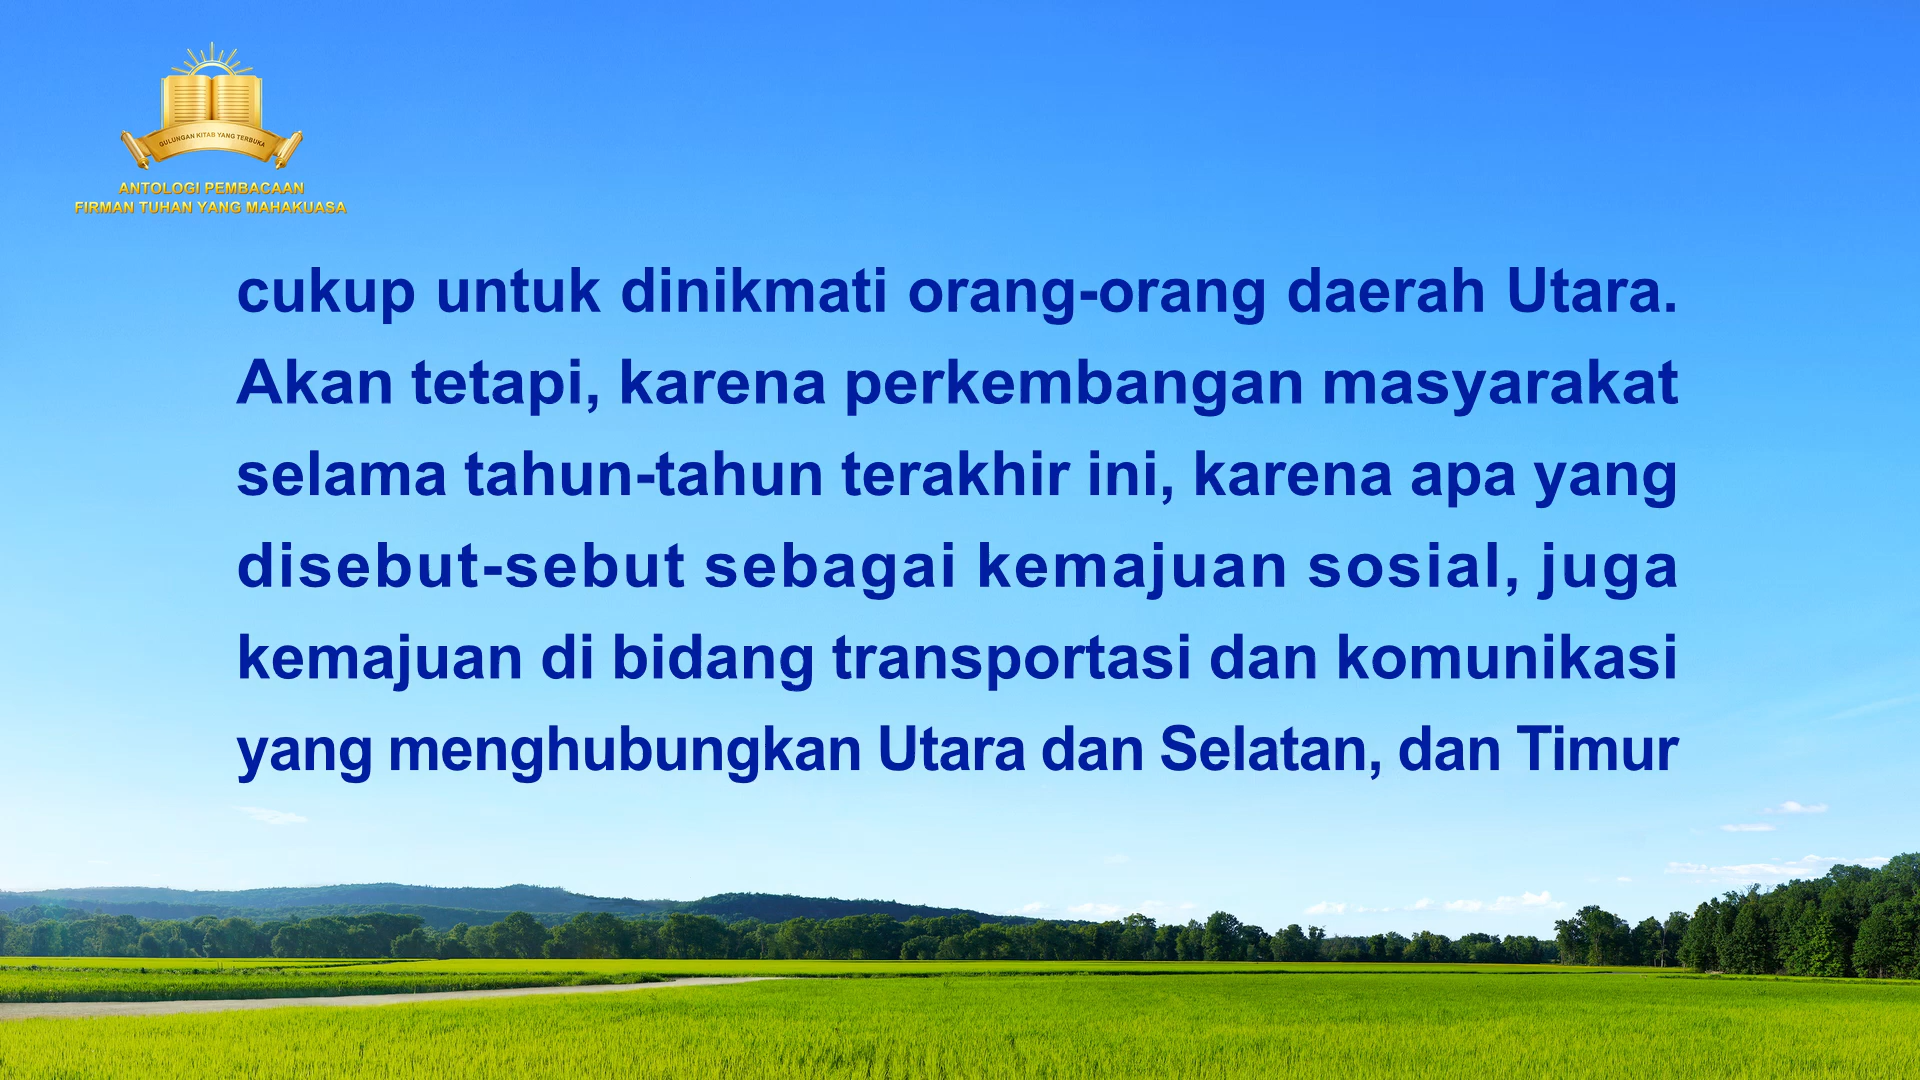 GULUNGAN KITAB YANG TERBUKA
ANTOLOGI PEMBACAAN
FIRMAN TUHAN YANG MAHAKUASA
cukup untuk dinikmati orang-orang daerah Utara.
Akan tetapi, karena perkembangan masyarakat
selama tahun-tahun terakhir ini, karena apa yang
disebut-sebut sebagai kemajuan sosial, juga
kemajuan di bidang transportasi dan komunikasi
yang menghubungkan Utara dan Selatan, dan Timur